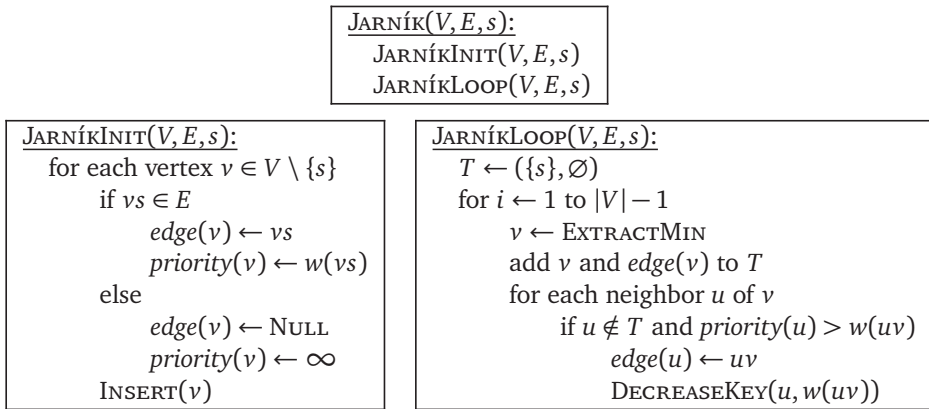 JARNÍK(V, E, s):
JARNÍKINIT(V, E, s)
JARNÍKLOOP(V, E, s)
JARNÍKINIT(V, E, s):
for each vertex v ∈ V \ {s}
if vs ∈ E
edge(v) ← vs
priority(v) ← w(vs)
else
edge(v) ← NULL
priority(v) ← ∞
INSERT(v)
JARNÍKLOOP(V, E, s):
T ← ({s}, ∅)
for i ← 1 to |V| − 1
v ← EXTRACTMIN
add v and edge(v) to T
for each neighbor u of v
if u ∉ T and priority(u) > w(uv)
edge(u) ← uv
DECREASEKEY(u, w(uv))